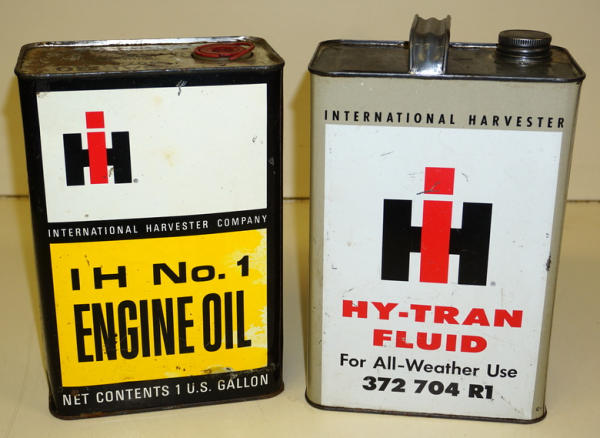 IH
INTERNATIONAL HARVESTER COMPANY
IH No. 1
ENGINE OIL
NET CONTENTS 1 U.S. GALLON
INTERNATIONAL HARVESTER
IH
HY-TRAN
FLUID
For All-Weather Use
372 704 R1